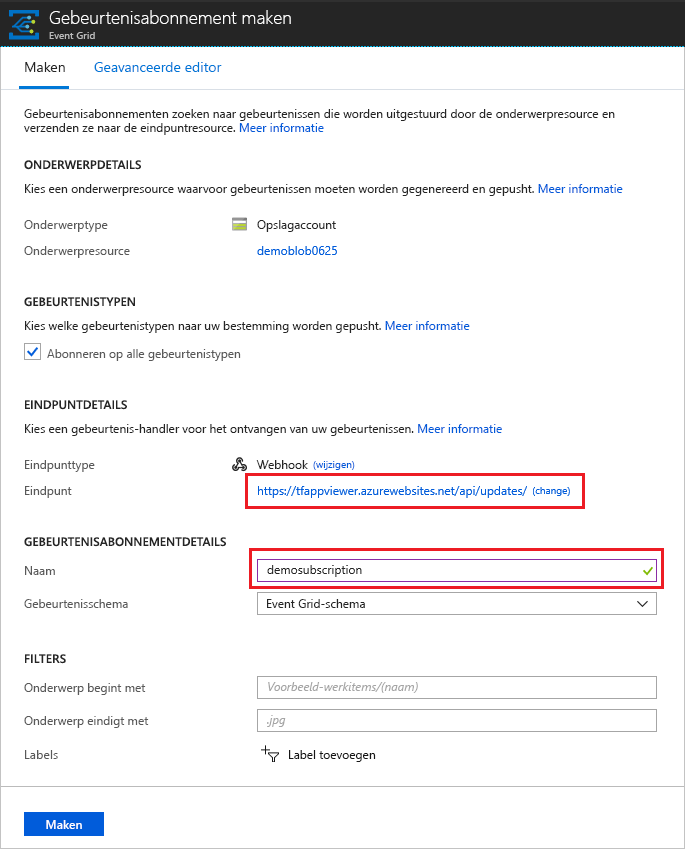 Gebeurtenisabonnement maken
Event Grid
Maken Geavanceerde editor
Gebeurtenisabonnementen zoeken naar gebeurtenissen die worden uitgestuurd door de onderwerpresource en
verzenden ze naar de eindpuntresource. Meer informatie
ONDERWERPDETAILS
Kies een onderwerpresource waarvoor gebeurtenissen moeten worden gegenereerd en gepusht. Meer informatie
Onderwerptype Opslagaccount
Onderwerpresource demoblob0625
GEBEURTENISTYPEN
Kies welke gebeurtenistypen naar uw bestemming worden gepusht. Meer informatie
Abonneren op alle gebeurtenistypen
EINDPUNTDETAILS
Kies een gebeurtenis-handler voor het ontvangen van uw gebeurtenissen. Meer informatie
Eindpunttype Webhook (wijzigen)
Eindpunt https://tfappviewer.azurewebsites.net/api/updates/ (change)
GEBEURTENISABONNEMENTDETAILS
Naam demosubscription
Gebeurtenisschema Event Grid-schema
FILTERS
Onderwerp begint met Voorbeeld-werkitems/(naam)
Onderwerp eindigt met .jpg
Labels Label toevoegen
Maken